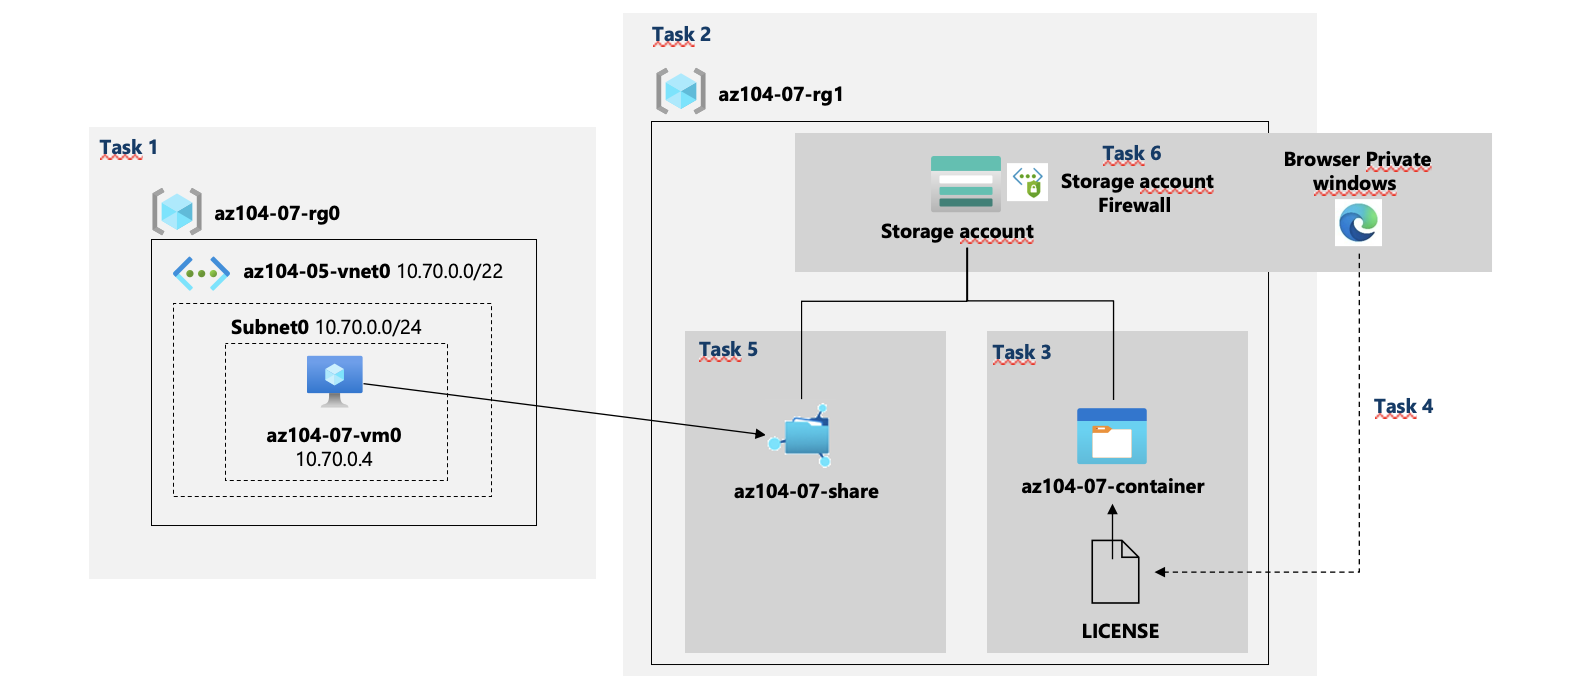 Task 1
az104-07-rg0
az104-05-vnet0 10.70.0.0/22
Subnet0 10.70.0.0/24
az104-07-vm0
10.70.0.4
Task 2
az104-07-rg1
Task 6
Storage account
Firewall
Storage account
Browser Private
windows
Task 5
az104-07-share
Task 3
az104-07-container
LICENSE
Task 4